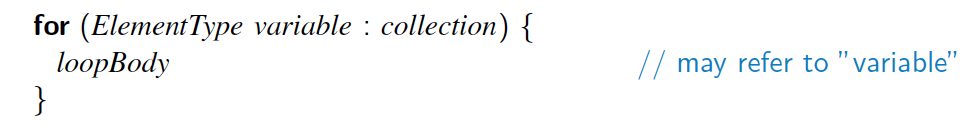 for (ElementType variable : collection) {
loopBody // may refer to "variable"
}